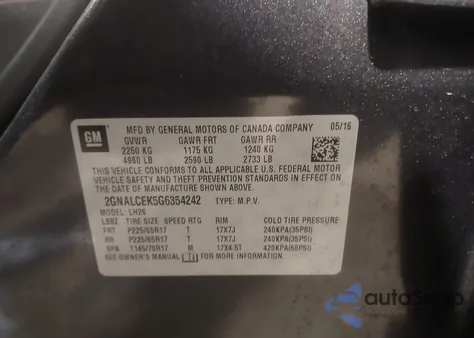 GM
MFD BY GENERAL MOTORS OF CANADA COMPANY 05/16
GVWR GAWR FRT GAWR RR
2250 KG 1175 KG 1240 KG
4960 LB 2590 LB 2733 LB
THIS VEHICLE CONFORMS TO ALL APPLICABLE U.S. FEDERAL MOTOR
VEHICLE SAFETY AND THEFT PREVENTION STANDARDS IN EFFECT ON
THE DATE OF MANUFACTURE SHOWN ABOVE.
2GNALCEK5G6354242 TYPE: M.P.V.
MODEL: LH26
TIRE SIZE SPEED RTG RIM COLD TIRE PRESSURE
FRT P225/65R17 T 17X7J 240KPA(35PSI)
RR P225/65R17 T 17X7J 240KPA(35PSI)
SPA T165/70R17 M 17X4.5T 420KPA(60PSI)
SEE OWNER'S MANUAL FOR MORE INFORMATION.
autoSnap